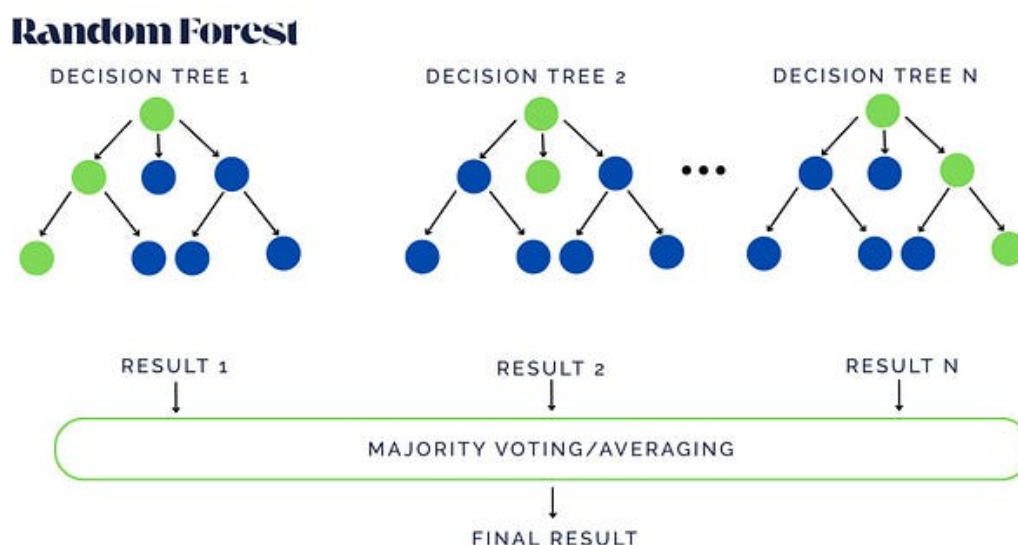 Random Forest
DECISION TREE 1
DECISION TREE 2
DECISION TREE N
RESULT 1
RESULT 2
RESULT N
MAJORITY VOTING/AVERAGING
FINAL RESULT